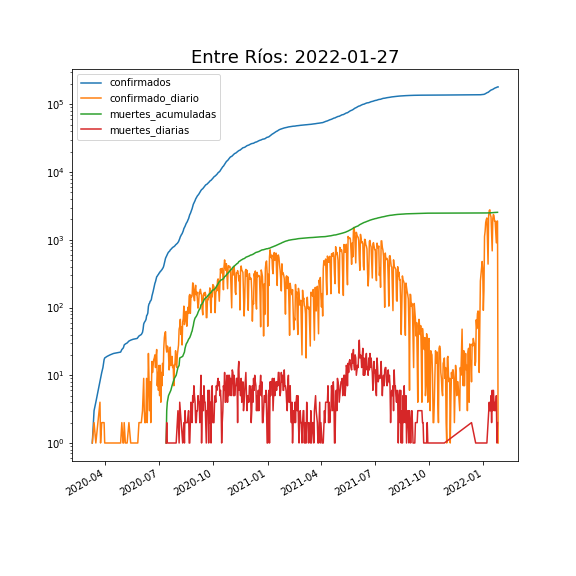 Entre Ríos: 2022-01-27
confirmados
confirmado_diario
muertes_acumuladas
muertes_diarias
10⁵
10⁴
10³
10²
10¹
10⁰
2020-04
2020-07
2020-10
2021-01
2021-04
2021-07
2021-10
2022-01